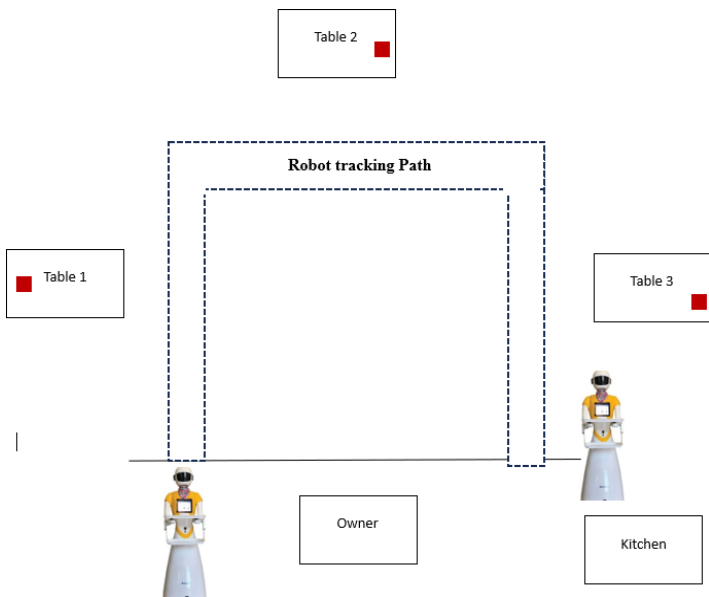 Table 2
Robot tracking Path
Table 1
Table 3
Owner
Kitchen